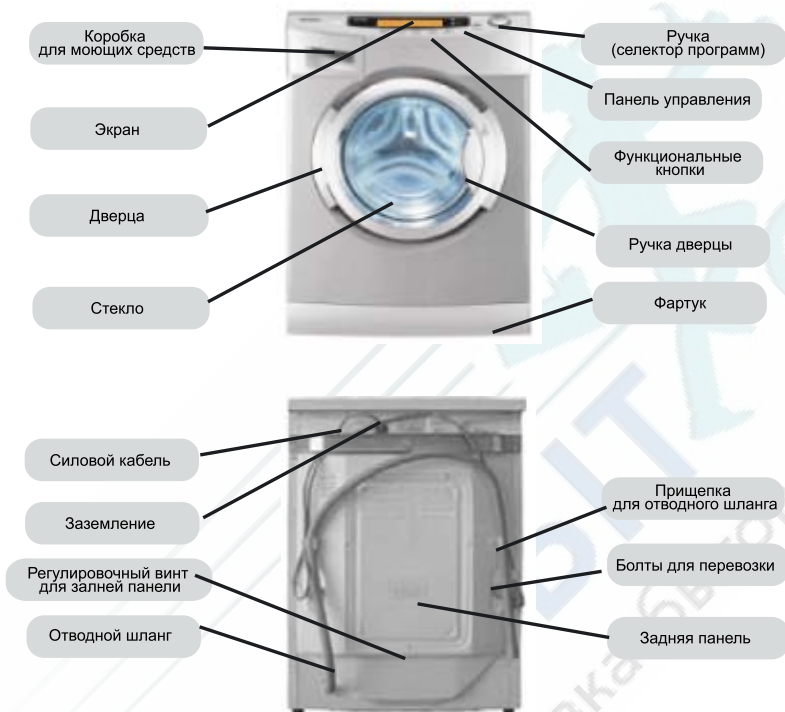 Коробка
для моющих средств
Экран
Дверца
Стекло
Ручка
(селектор программ)
Панель управления
Функциональные
кнопки
Ручка дверцы
Фартук
Силовой кабель
Заземление
Регулировочный винт
для залней панели
Отводной шланг
Прищепка
для отводного шланга
Болты для перевозки
Задняя панель